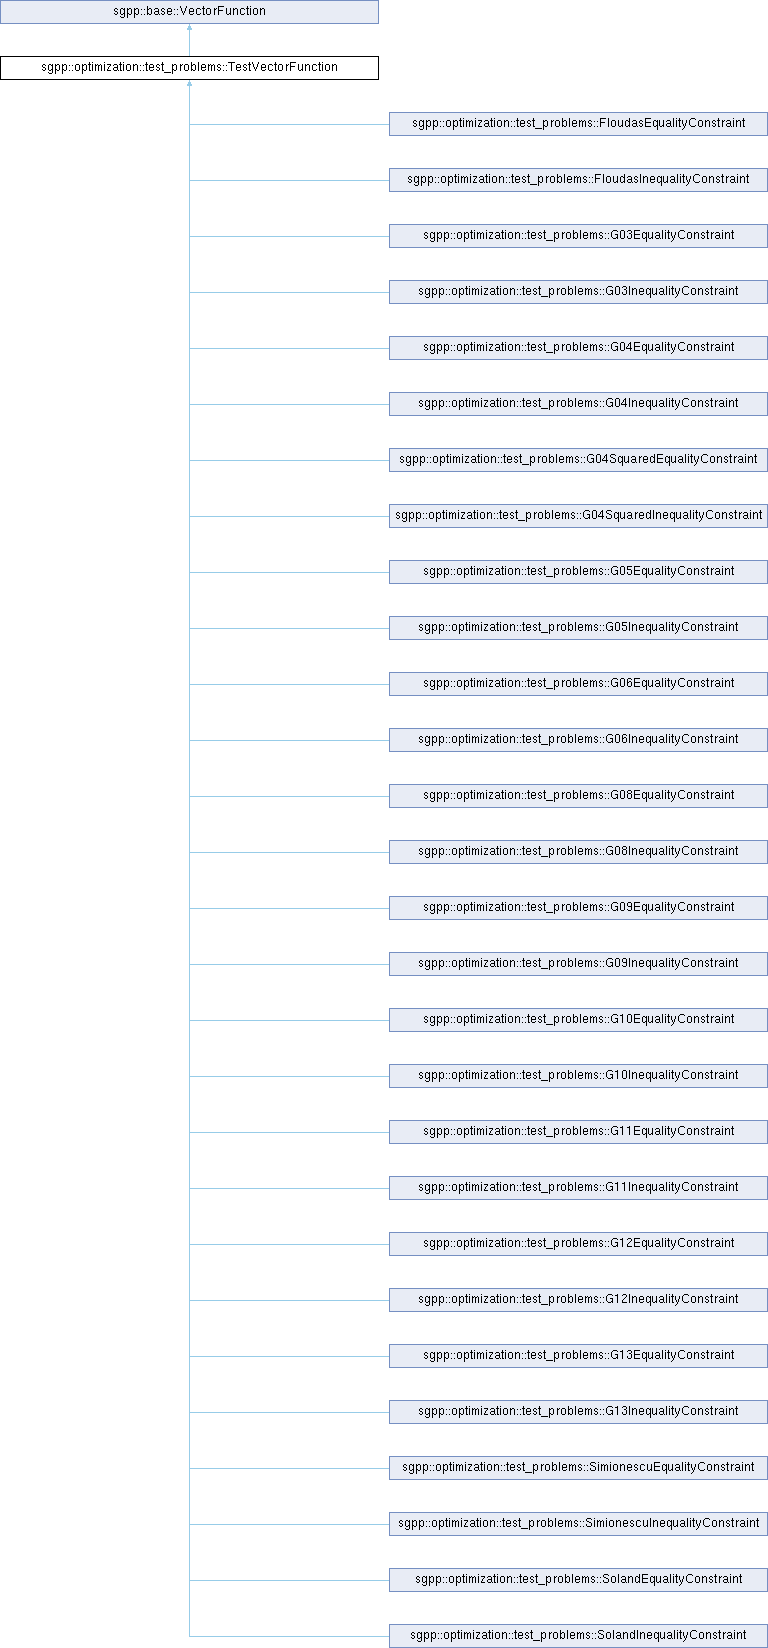 sgpp::base::VectorFunction
sgpp::optimization::test_problems::TestVectorFunction
sgpp::optimization::test_problems::FloudasEqualityConstraint
sgpp::optimization::test_problems::FloudasInequalityConstraint
sgpp::optimization::test_problems::G03EqualityConstraint
sgpp::optimization::test_problems::G03InequalityConstraint
sgpp::optimization::test_problems::G04EqualityConstraint
sgpp::optimization::test_problems::G04InequalityConstraint
sgpp::optimization::test_problems::G04SquaredEqualityConstraint
sgpp::optimization::test_problems::G04SquaredInequalityConstraint
sgpp::optimization::test_problems::G05EqualityConstraint
sgpp::optimization::test_problems::G05InequalityConstraint
sgpp::optimization::test_problems::G06EqualityConstraint
sgpp::optimization::test_problems::G06InequalityConstraint
sgpp::optimization::test_problems::G08EqualityConstraint
sgpp::optimization::test_problems::G08InequalityConstraint
sgpp::optimization::test_problems::G09EqualityConstraint
sgpp::optimization::test_problems::G09InequalityConstraint
sgpp::optimization::test_problems::G10EqualityConstraint
sgpp::optimization::test_problems::G10InequalityConstraint
sgpp::optimization::test_problems::G11EqualityConstraint
sgpp::optimization::test_problems::G11InequalityConstraint
sgpp::optimization::test_problems::G12EqualityConstraint
sgpp::optimization::test_problems::G12InequalityConstraint
sgpp::optimization::test_problems::G13EqualityConstraint
sgpp::optimization::test_problems::G13InequalityConstraint
sgpp::optimization::test_problems::SimionescuEqualityConstraint
sgpp::optimization::test_problems::SimionescuInequalityConstraint
sgpp::optimization::test_problems::SolandEqualityConstraint
sgpp::optimization::test_problems::SolandInequalityConstraint